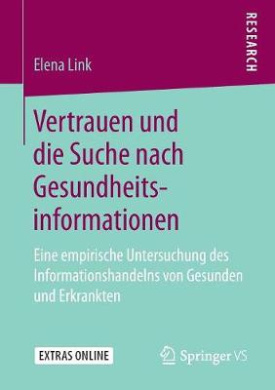 RESEARCH
Elena Link
Vertrauen und
die Suche nach
Gesundheits-
informationen
Eine empirische Untersuchung des
Informationshandelns von Gesunden
und Erkrankten
EXTRAS ONLINE
Springer VS